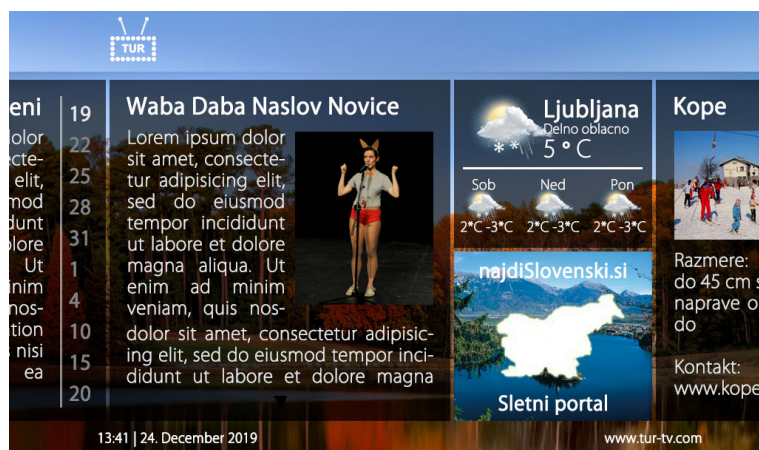 TUR
eni
dolor
ecte-
elit,
mod
dunt
olore
Ut
inim
nos-
tion
nisi
ea
19
22
25
28
31
1
4
10
15
20
Waba Daba Naslov Novice
Lorem ipsum dolor
sit amet, consecte-
tur adipisicing elit,
sed do eiusmod
tempor incididunt
ut labore et dolore
magna aliqua. Ut
enim ad minim
veniam, quis nos-
dolor sit amet, consectetur adipisic-
ing elit, sed do eiusmod tempor inci-
didunt ut labore et dolore magna
Ljubljana
Delno oblacno
5 ° C
Sob Ned Pon
2°C -3°C 2°C -3°C 2°C -3°C
najdiSlovenski.si
Sletni portal
Kope
Razmere:
do 45 cm s
naprave o
do
Kontakt:
www.kope
13:41 | 24. December 2019
www.tur-tv.com